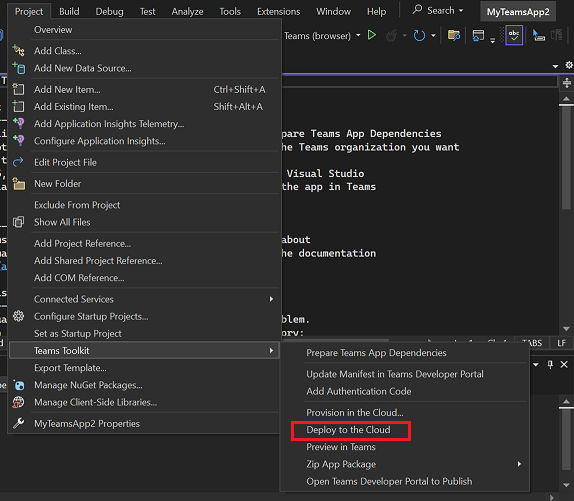 Project Build Debug Test Analyze Tools Extensions Window Help Search MyTeamsApp2
Overview
Teams (browser)
abc
Add Class...
Add New Data Source...
Add New Item... Ctrl+Shift+A
Add Existing Item... Shift+Alt+A
Add Application Insights Telemetry...
epare Teams App Dependencies
Configure Application Insights...
he Teams organization you want
Edit Project File
Visual Studio
New Folder
the app in Teams
Exclude From Project
Show All Files
Add Project Reference...
about
Add Shared Project Reference...
he documentation
Add COM Reference...
Connected Services
Configure Startup Projects...
blem.
Set as Startup Project
ory:
TABS LF
Teams Toolkit
Prepare Teams App Dependencies
Export Template...
Manage NuGet Packages...
Update Manifest in Teams Developer Portal
Manage Client-Side Libraries...
Add Authentication Code
Provision in the Cloud...
MyTeamsApp2 Properties
Deploy to the Cloud
Preview in Teams
Zip App Package
Open Teams Developer Portal to Publish